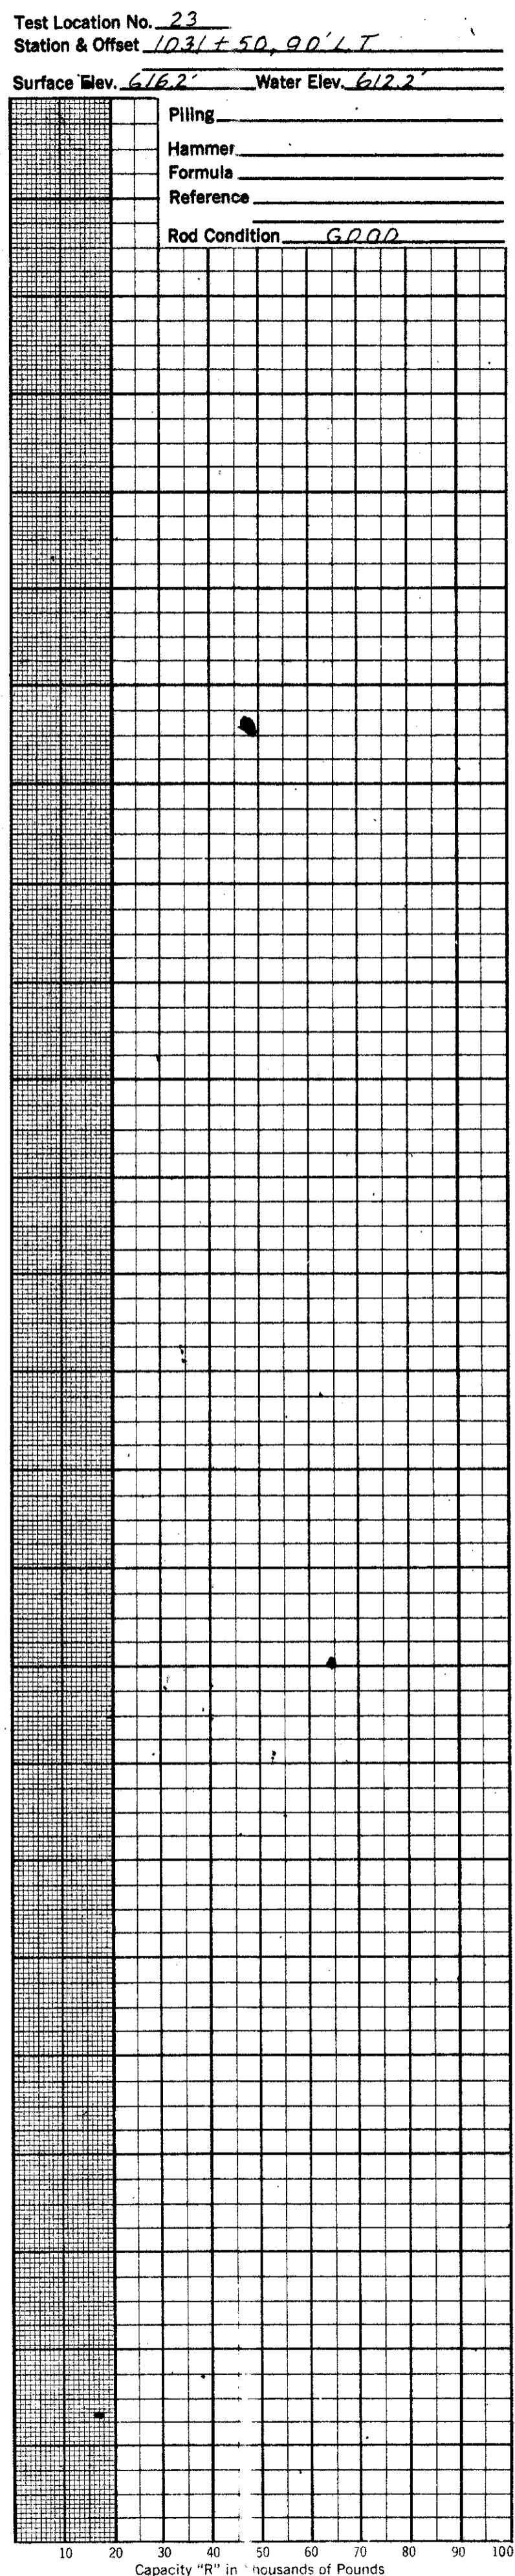 Test Location No. 23
Station & Offset 1031 + 50, 90' LT
Surface Elev. 616.2' Water Elev. 612.2'
Piling
Hammer
Formula
Reference
Rod Condition GOOD
10 20 30 40 50 60 70 80 90 100
Capacity "R" in housands of Pounds